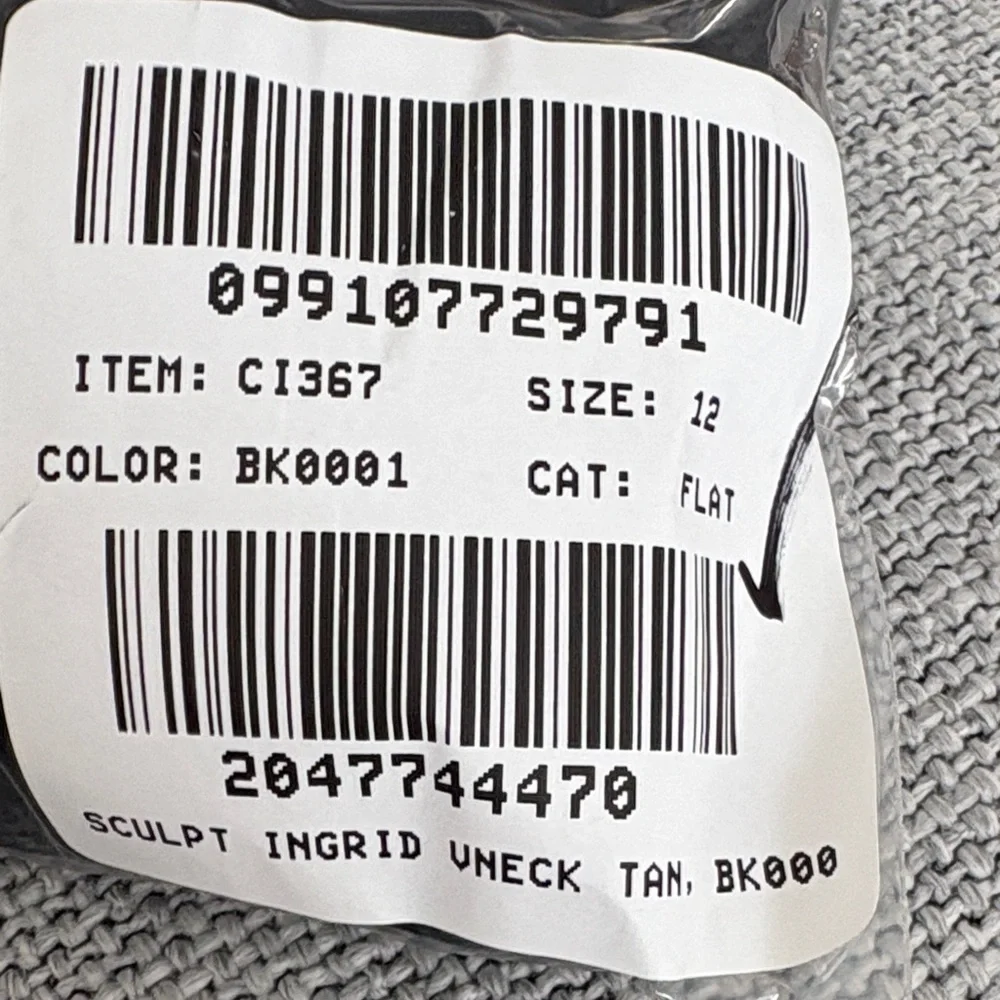 099107729791
ITEM: CI367 SIZE: 12
COLOR: BK0001 CAT: FLAT
2047744470
SCULPT INGRID VNECK TAN, BK000